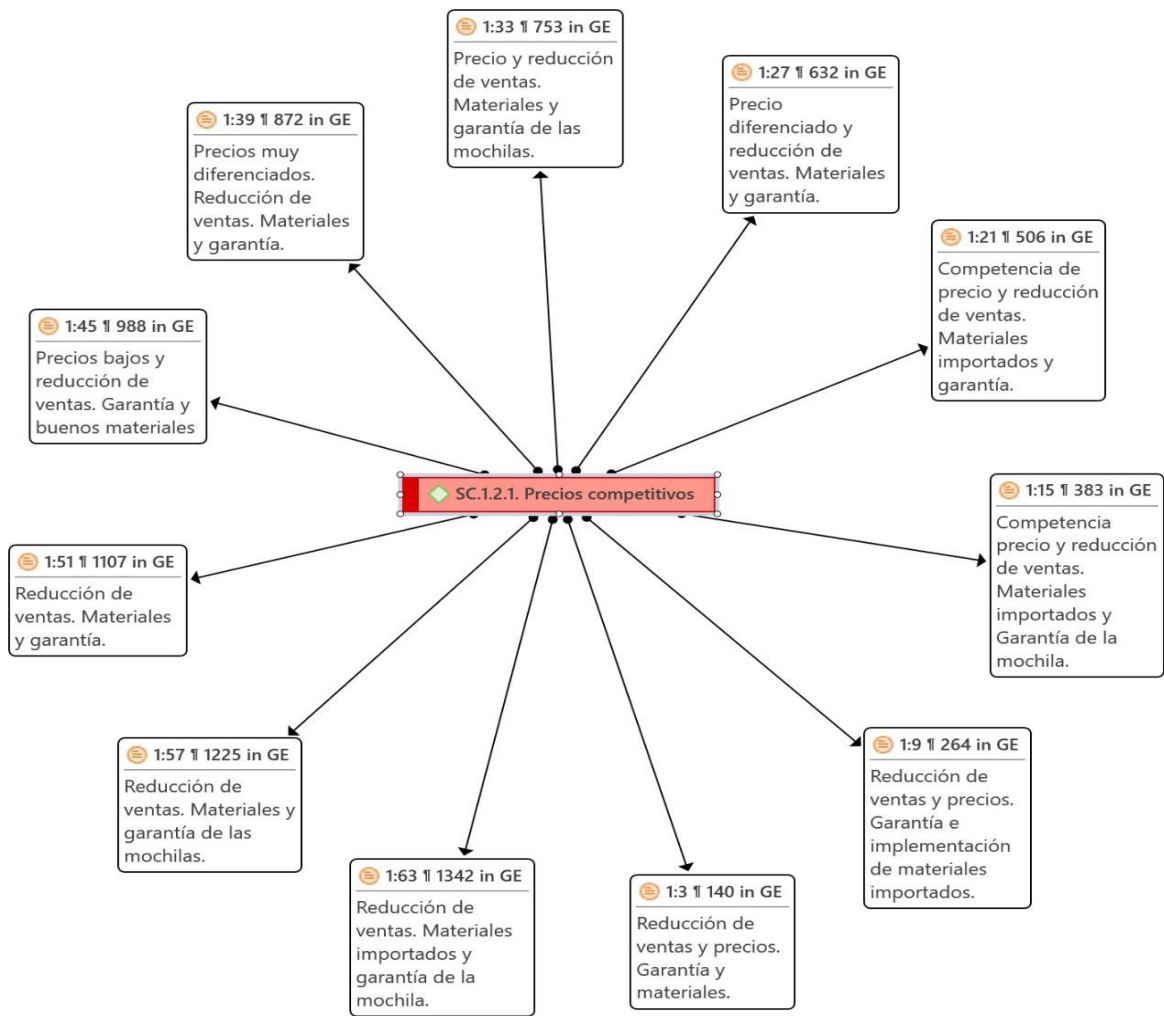 1:33 ¶ 753 in GE
Precio y reducción
de ventas.
Materiales y
garantía de las
mochilas.
1:27 ¶ 632 in GE
Precio
diferenciado y
reducción de
ventas. Materiales
y garantía.
1:39 ¶ 872 in GE
Precios muy
diferenciados.
Reducción de
ventas. Materiales
y garantía.
1:21 ¶ 506 in GE
Competencia de
precio y reducción
de ventas.
Materiales
importados y
garantía.
1:45 ¶ 988 in GE
Precios bajos y
reducción de
ventas. Garantía y
buenos materiales
SC.1.2.1. Precios competitivos
1:15 ¶ 383 in GE
Competencia
precio y reducción
de ventas.
Materiales
importados y
Garantía de la
mochila.
1:51 ¶ 1107 in GE
Reducción de
ventas. Materiales
y garantía.
1:57 ¶ 1225 in GE
Reducción de
ventas. Materiales y
garantía de las
mochilas.
1:9 ¶ 264 in GE
Reducción de
ventas y precios.
Garantía e
implementación
de materiales
importados.
1:63 ¶ 1342 in GE
Reducción de
ventas. Materiales
importados y
garantía de la
mochila.
1:3 ¶ 140 in GE
Reducción de
ventas y precios.
Garantía y
materiales.